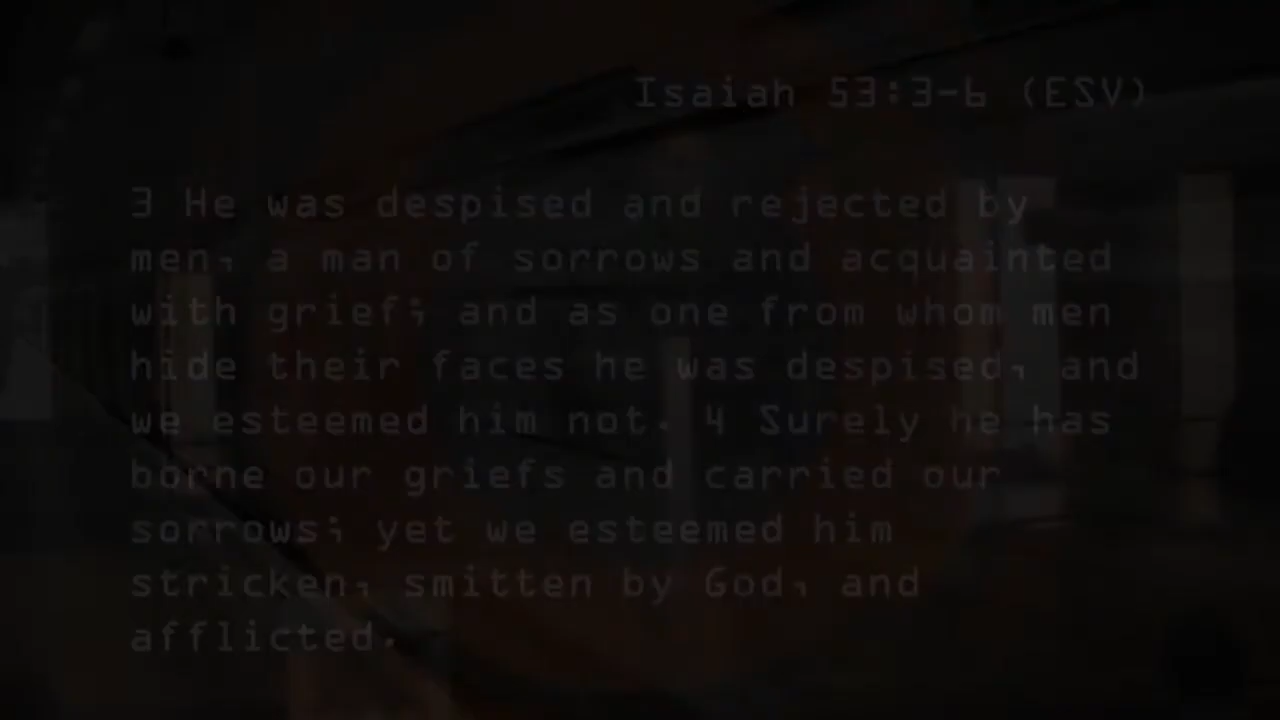 Isaiah 53:3-6 (ESV)
3 He was despised and rejected by
men, a man of sorrows and acquainted
with grief; and as one from whom men
hide their faces he was despised, and
we esteemed him not. 4 Surely he has
borne our griefs and carried our
sorrows; yet we esteemed him
stricken, smitten by God, and
afflicted.